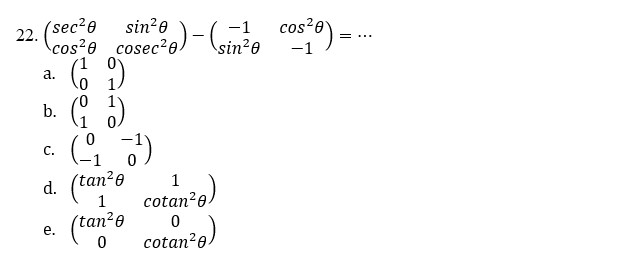 22. (sec²θ sin²θ
cos²θ cosec²θ) − (−1 cos²θ
sin²θ −1) = ⋯
a. (1 0
0 1)
b. (0 1
1 0)
c. (0 −1
−1 0)
d. (tan²θ 1
1 cotan²θ)
e. (tan²θ 0
0 cotan²θ)